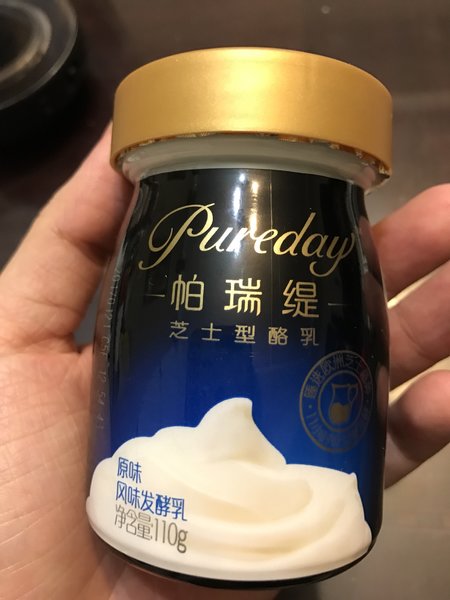 Pureday
帕瑞缇
芝士型酪乳
原味
风味发酵乳
净含量110g